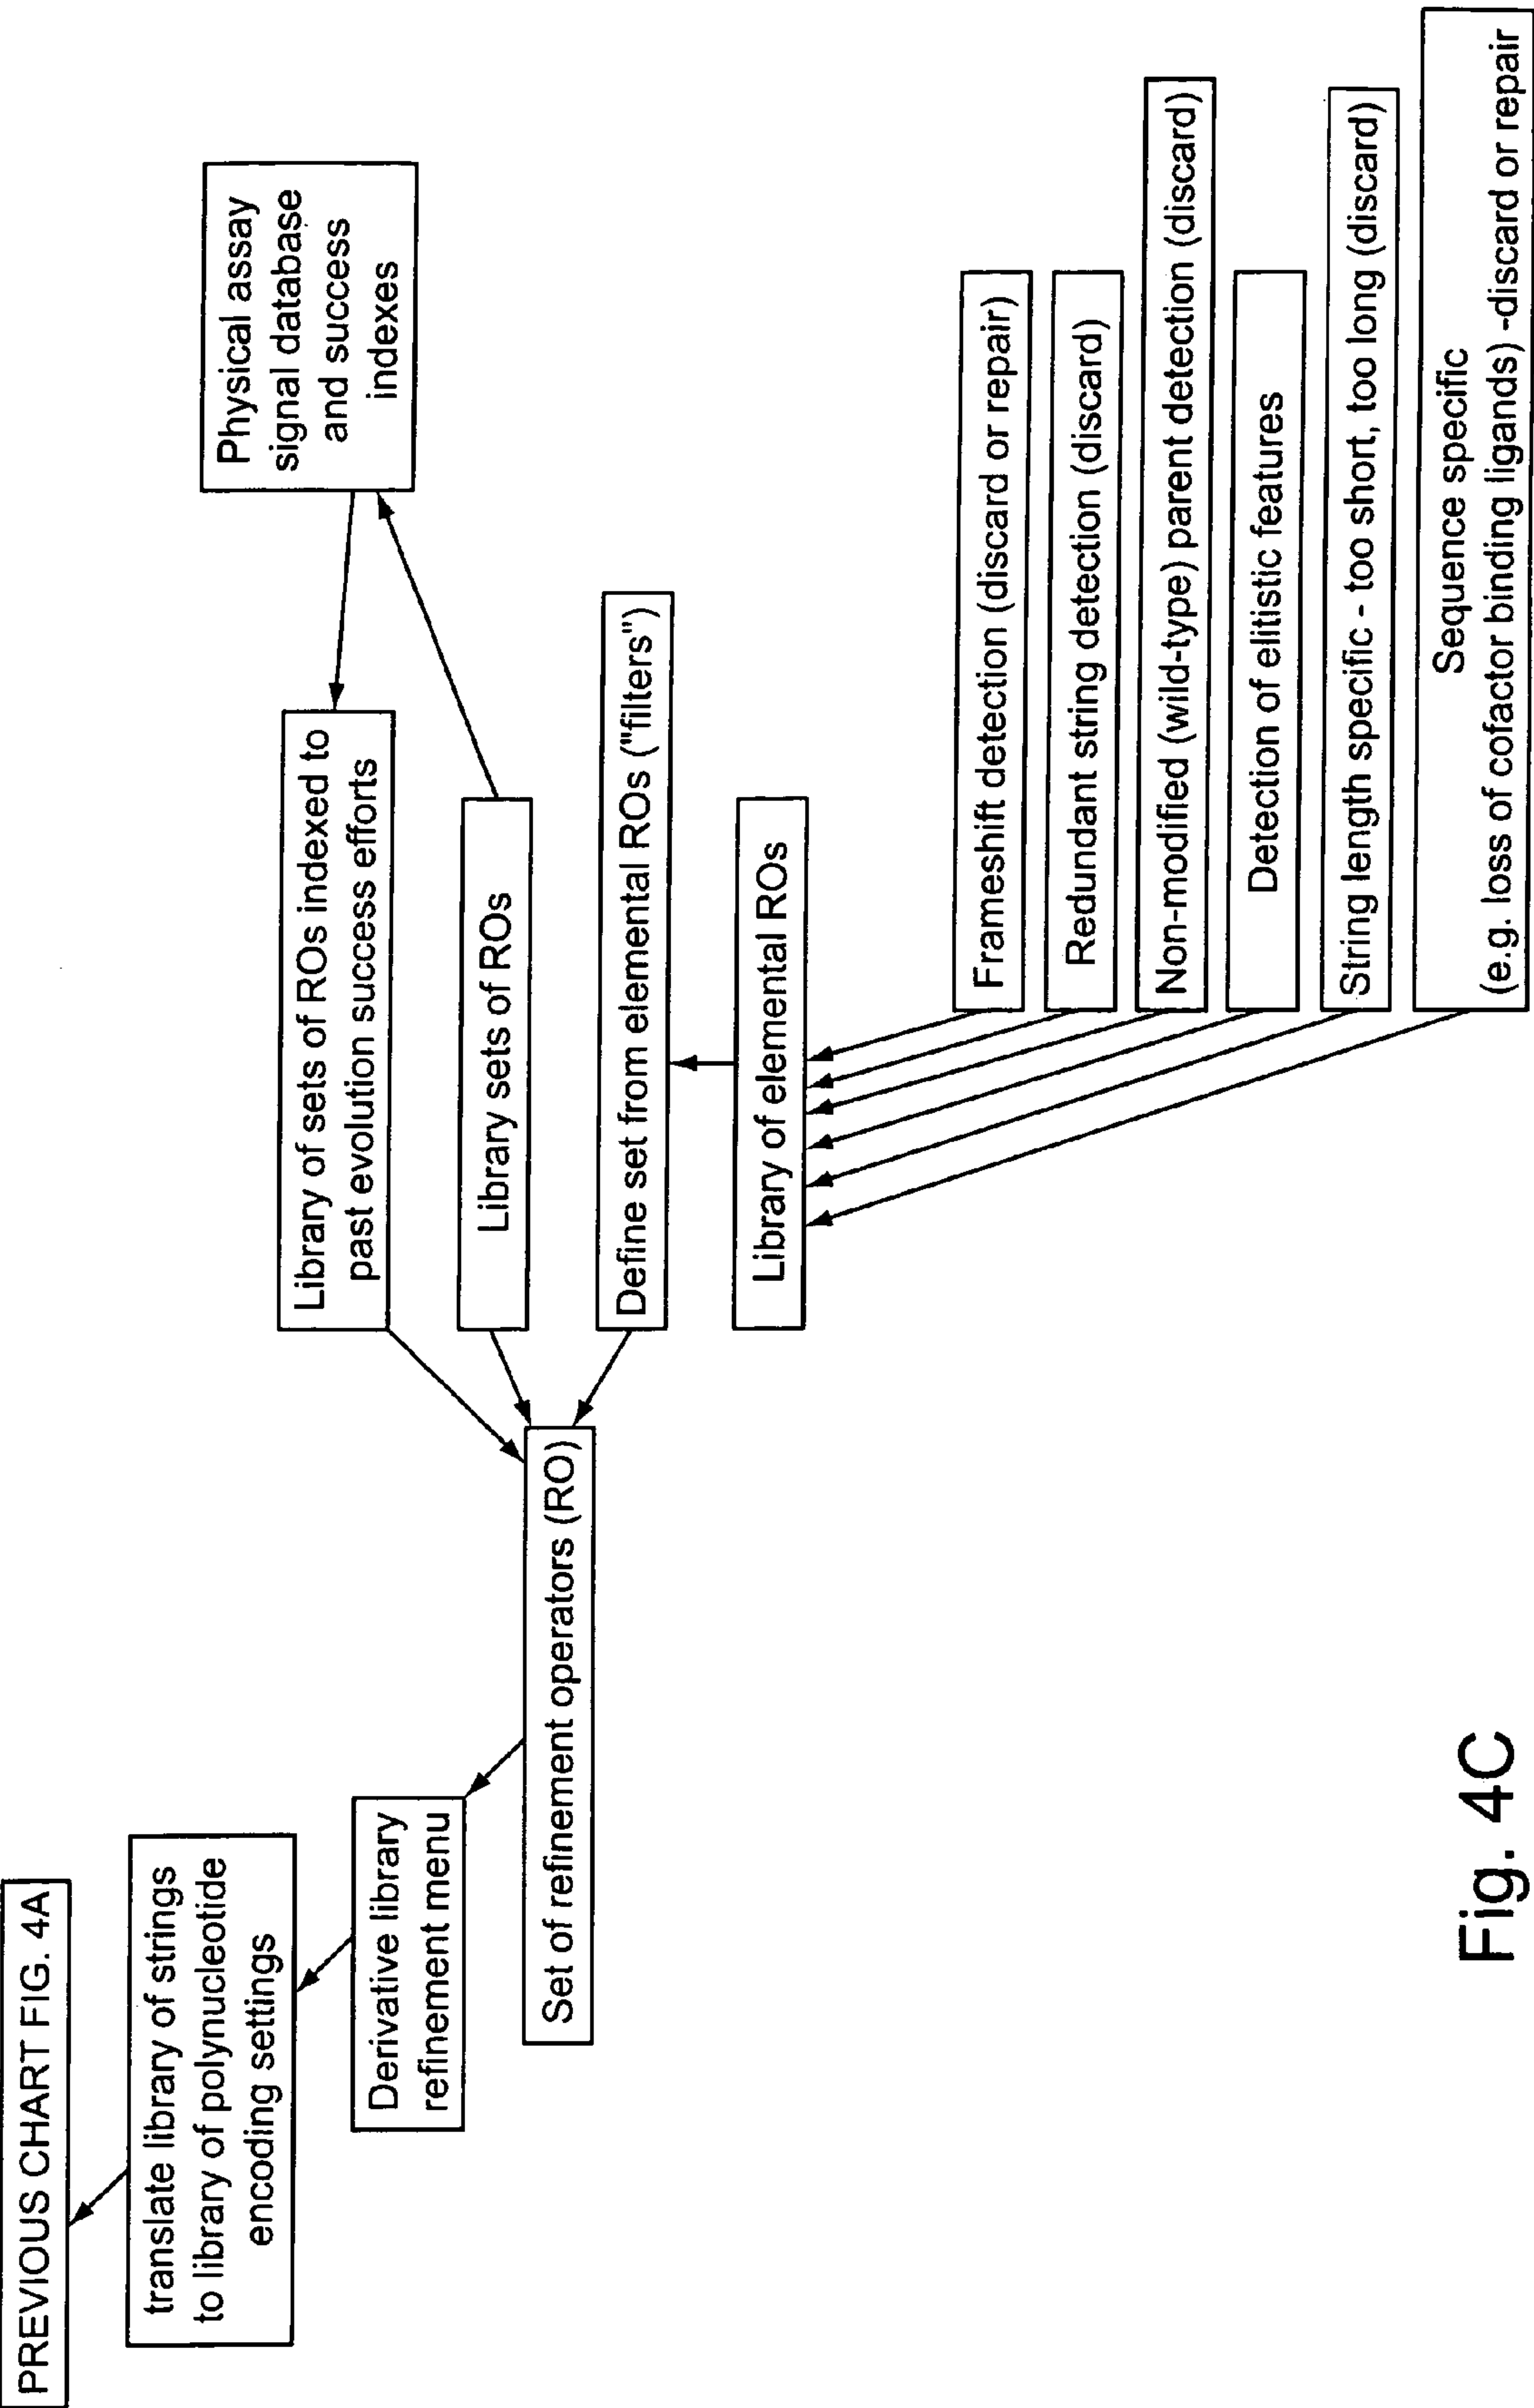 PREVIOUS CHART FIG. 4A
translate library of strings
to library of polynucleotide
encoding settings
Derivative library
refinement menu
Set of refinement operators (RO)
Library of sets of ROs indexed to
past evolution success efforts
Physical assay
signal database
and success
indexes
Library sets of ROs
Define set from elemental ROs ("filters")
Library of elemental ROs
Frameshift detection (discard or repair)
Redundant string detection (discard)
Non-modified (wild-type) parent detection (discard)
Detection of elitistic features
String length specific - too short, too long (discard)
Sequence specific
(e.g. loss of cofactor binding ligands) -discard or repair
Fig. 4C